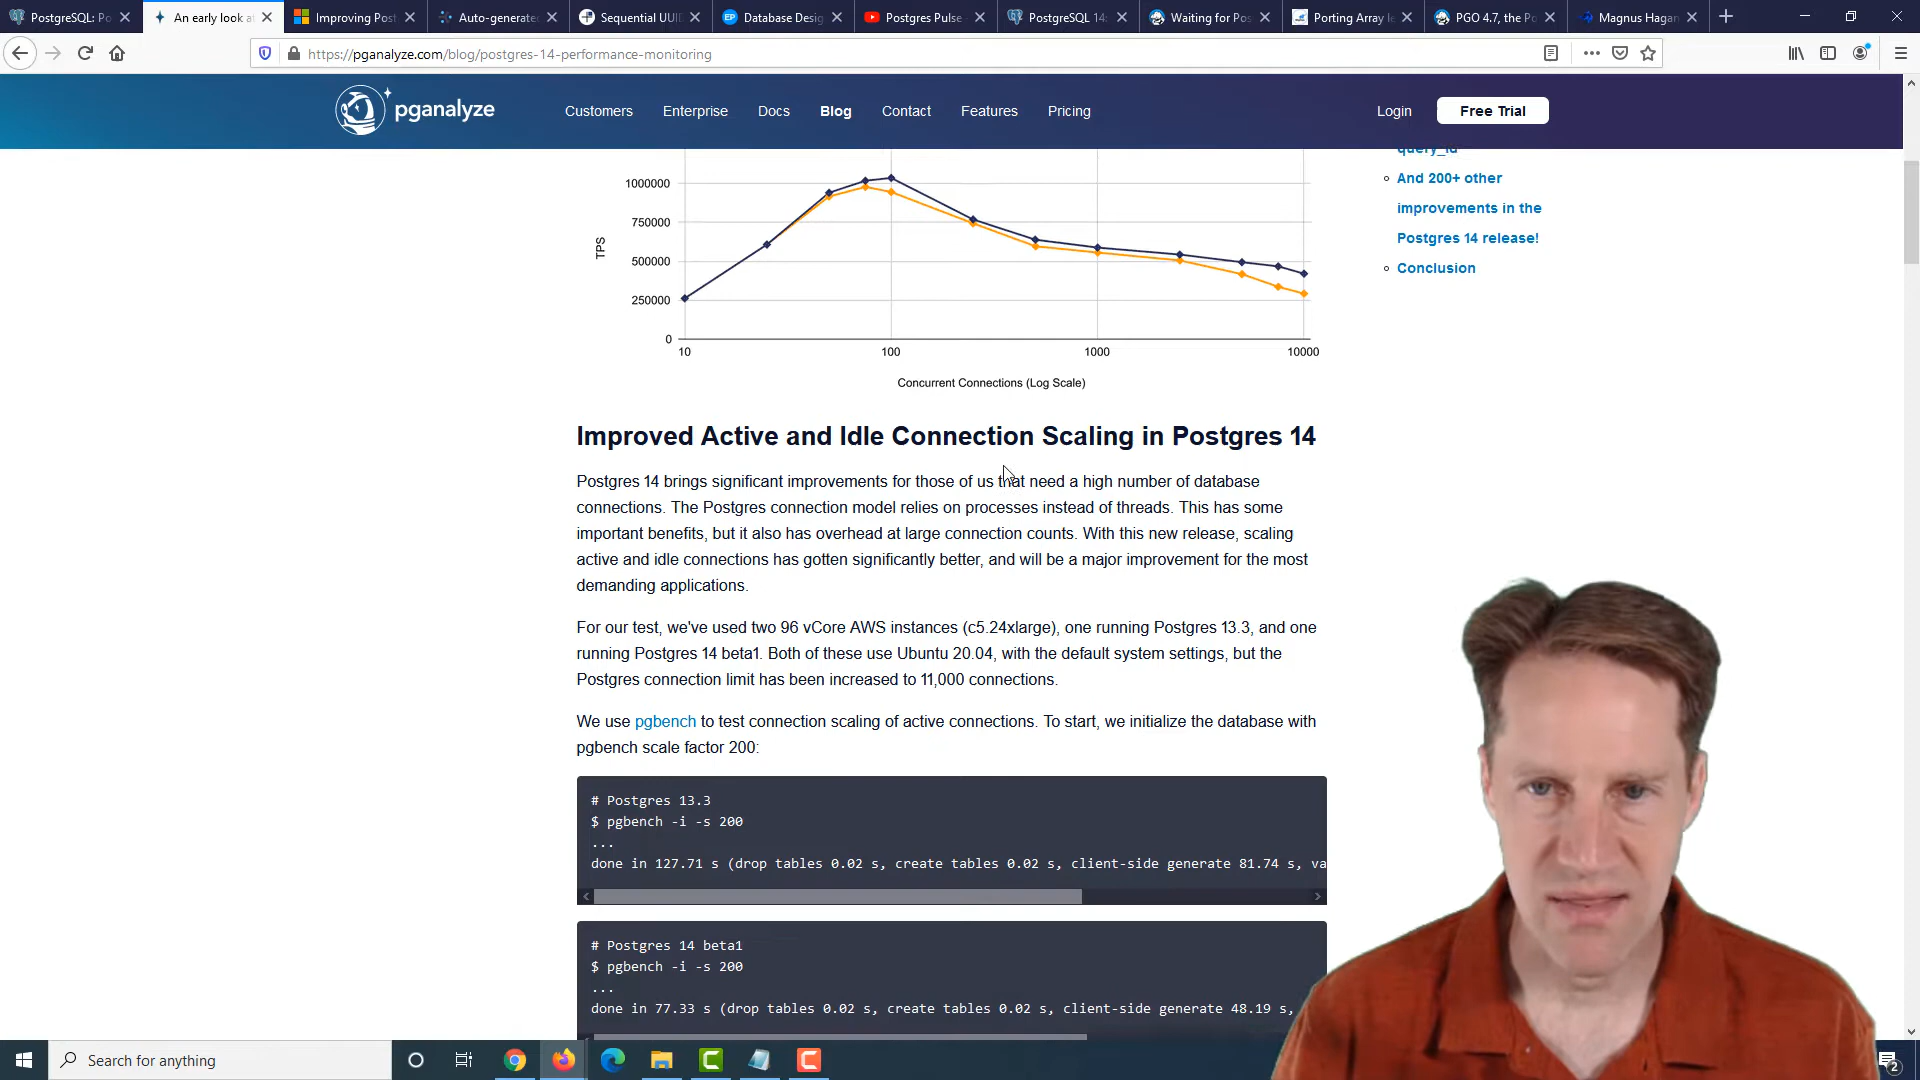 PostgreSQL: Po
An early look a
Improving Post
Auto-generate
Sequential UUI
Database Desig
Postgres Pulse
PostgreSQL 14:
Waiting for Pos
Porting Array l
PGO 4.7, the Po
Magnus Hagan
https://pganalyze.com/blog/postgres-14-performance-monitoring
pganalyze
Customers
Enterprise
Docs
Blog
Contact
Features
Pricing
Login
Free Trial
query_id
And 200+ other
improvements in the
Postgres 14 release!
Conclusion
TPS
1000000
750000
500000
250000
0
10
100
1000
10000
Concurrent Connections (Log Scale)
Improved Active and Idle Connection Scaling in Postgres 14
Postgres 14 brings significant improvements for those of us that need a high number of database
connections. The Postgres connection model relies on processes instead of threads. This has some
important benefits, but it also has overhead at large connection counts. With this new release, scaling
active and idle connections has gotten significantly better, and will be a major improvement for the most
demanding applications.
For our test, we've used two 96 vCore AWS instances (c5.24xlarge), one running Postgres 13.3, and one
running Postgres 14 beta1. Both of these use Ubuntu 20.04, with the default system settings, but the
Postgres connection limit has been increased to 11,000 connections.
We use pgbench to test connection scaling of active connections. To start, we initialize the database with
pgbench scale factor 200:
# Postgres 13.3
$ pgbench -i -s 200
...
done in 127.71 s (drop tables 0.02 s, create tables 0.02 s, client-side generate 81.74 s, va
# Postgres 14 beta1
$ pgbench -i -s 200
...
done in 77.33 s (drop tables 0.02 s, create tables 0.02 s, client-side generate 48.19 s,
Search for anything
2